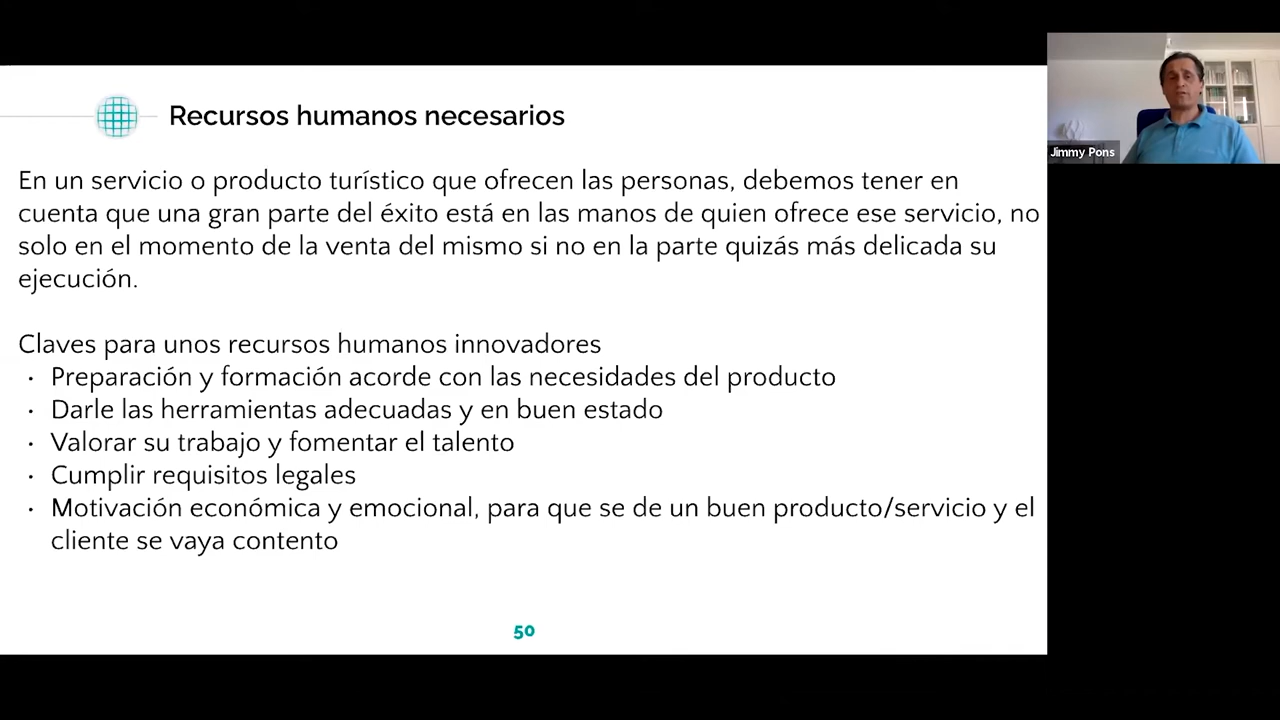 Recursos humanos necesarios
En un servicio o producto turístico que ofrecen las personas, debemos tener en
cuenta que una gran parte del éxito está en las manos de quien ofrece ese servicio, no
solo en el momento de la venta del mismo si no en la parte quizás más delicada su
ejecución.
Claves para unos recursos humanos innovadores
• Preparación y formación acorde con las necesidades del producto
• Darle las herramientas adecuadas y en buen estado
• Valorar su trabajo y fomentar el talento
• Cumplir requisitos legales
• Motivación económica y emocional, para que se de un buen producto/servicio y el
cliente se vaya contento
50
Jimmy Pons